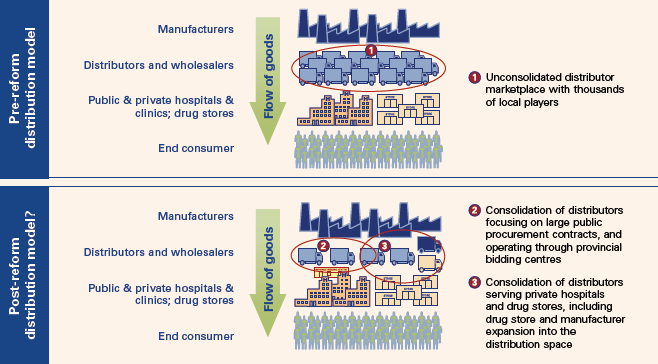 Pre-reform
distribution model
Manufacturers
Distributors and wholesalers
Public & private hospitals &
clinics; drug stores
End consumer
Flow of goods
1
1 Unconsolidated distributor
marketplace with thousands
of local players
Post-reform
distribution model?
Manufacturers
Distributors and wholesalers
Public & private hospitals &
clinics; drug stores
End consumer
Flow of goods
2
3
2 Consolidation of distributors
focusing on large public
procurement contracts, and
operating through provincial
bidding centres
3 Consolidation of distributors
serving private hospitals
and drug stores, including
drug store and manufacturer
expansion into the
distribution space